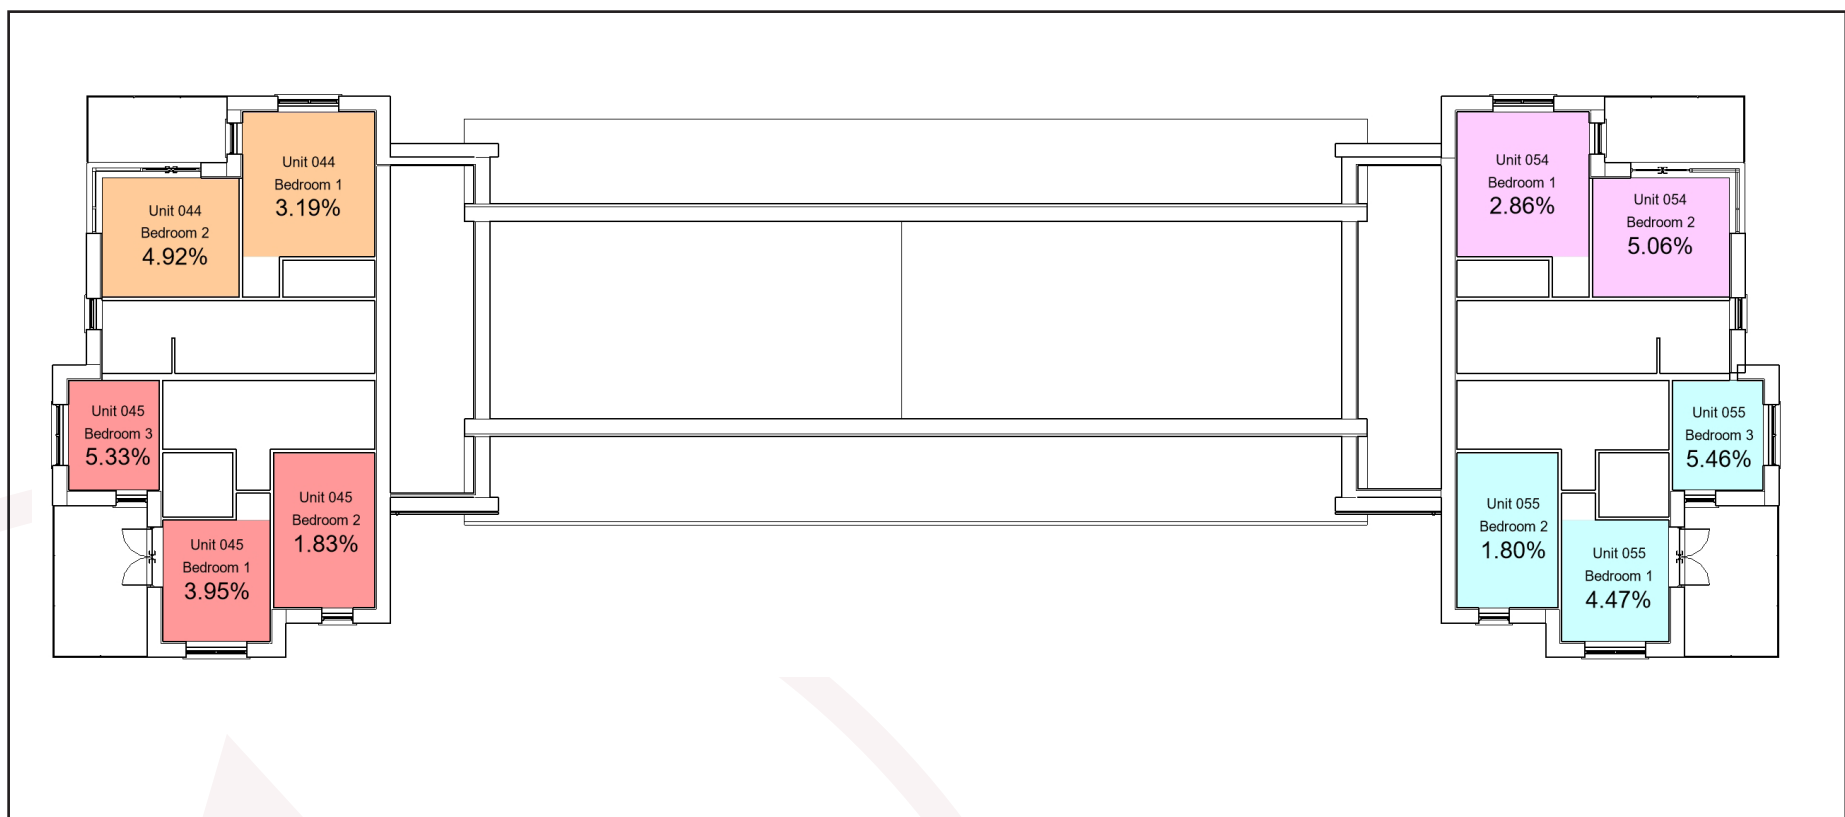 Unit 044
Bedroom 1
3.19%
Unit 044
Bedroom 2
4.92%
Unit 045
Bedroom 3
5.33%
Unit 045
Bedroom 2
1.83%
Unit 045
Bedroom 1
3.95%
Unit 054
Bedroom 1
2.86%
Unit 054
Bedroom 2
5.06%
Unit 055
Bedroom 3
5.46%
Unit 055
Bedroom 2
1.80%
Unit 055
Bedroom 1
4.47%